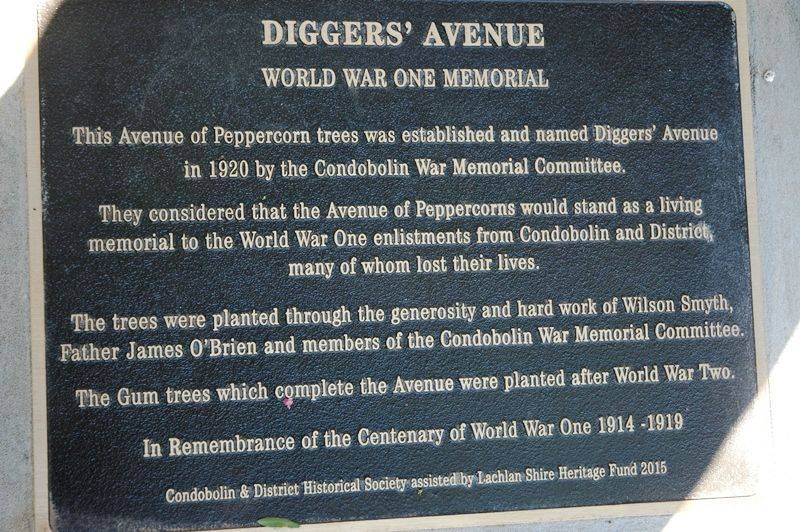 DIGGERS' AVENUE
WORLD WAR ONE MEMORIAL
This Avenue of Peppercorn trees was established and named Diggers' Avenue
in 1920 by the Condobolin War Memorial Committee.
They considered that the Avenue of Peppercorns would stand as a living
memorial to the World War One enlistments from Condobolin and District,
many of whom lost their lives.
The trees were planted through the generosity and hard work of Wilson Smyth,
Father James O'Brien and members of the Condobolin War Memorial Committee.
The Gum trees which complete the Avenue were planted after World War Two.
In Remembrance of the Centenary of World War One 1914 -1919
Condobolin & District Historical Society assisted by Lachlan Shire Heritage Fund 2015